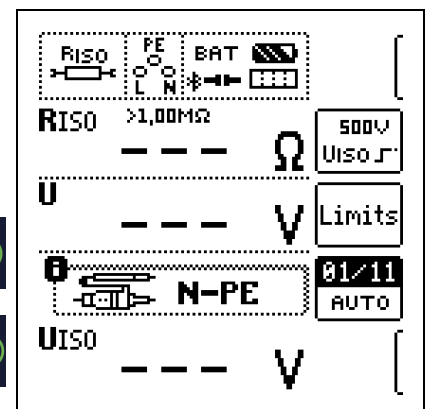 RISO PE BAT
L N
RISO >1,00MΩ 500V
--- Ω UISO
U
--- V Limits
01/11
N-PE AUTO
UISO
--- V